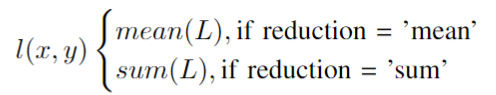 mean(L), if reduction = 'mean'
l(x, y) {
sum(L), if reduction = 'sum'